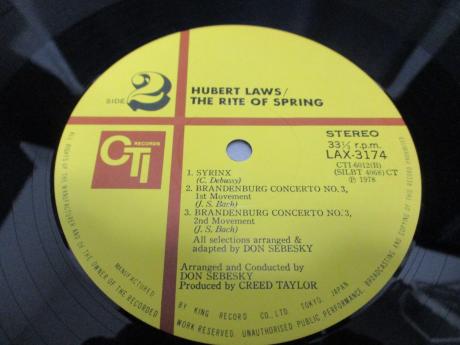 SIDE 2
HUBERT LAWS/
THE RITE OF SPRING
CTI RECORDS
STEREO
33⅓ r.p.m.
LAX-3174
CTI-6012(B)
(SILBT 4068) CT
Ⓟ 1978
1. SYRINX
(C. Debussy)
2. BRANDENBURG CONCERTO NO. 3,
1st Movement
(J. S. Bach)
3. BRANDENBURG CONCERTO NO. 3,
2nd Movement
(J. S. Bach)
All selections arranged &
adapted by DON SEBESKY
Arranged and Conducted by
DON SEBESKY
Produced by CREED TAYLOR
MANUFACTURED BY KING RECORD CO., LTD. TOKYO, JAPAN
OF THE MANUFACTURER AND OF THE OWNER OF THE RECORDED WORK RESERVED. UNAUTHORISED PUBLIC PERFORMANCE, BROADCASTING AND COPYING OF THIS RECORD PROHIBITED